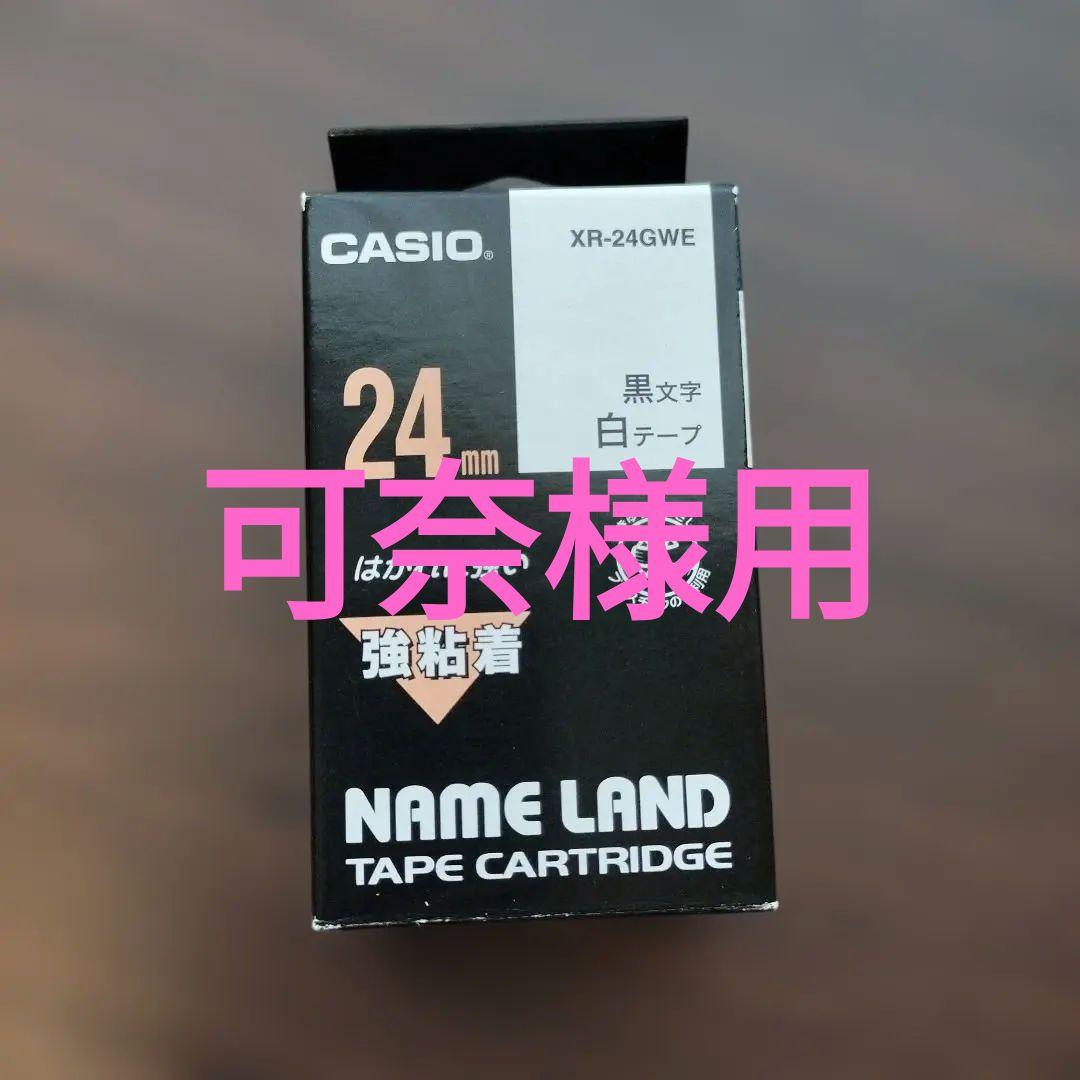 CASIO®
XR-24GWE
黒文字
白テープ
24mm
可奈様用
強粘着
NAME LAND
TAPE CARTRIDGE